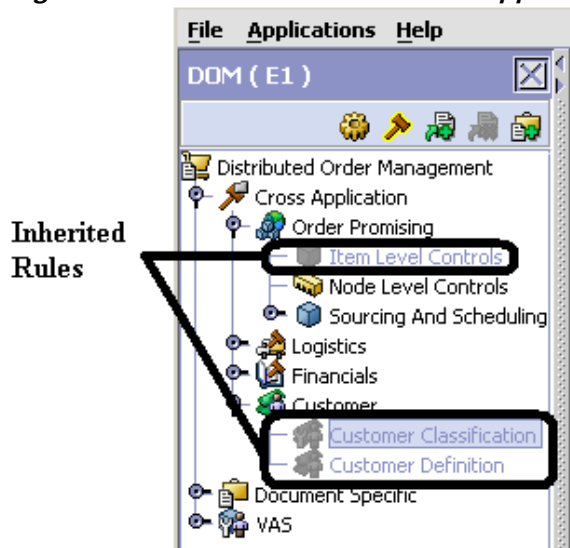 File Applications Help
DOM ( E1 )
Distributed Order Management
Cross Application
Order Promising
Item Level Controls
Node Level Controls
Sourcing And Scheduling
Logistics
Financials
Customer
Customer Classification
Customer Definition
Document Specific
VAS
Inherited
Rules